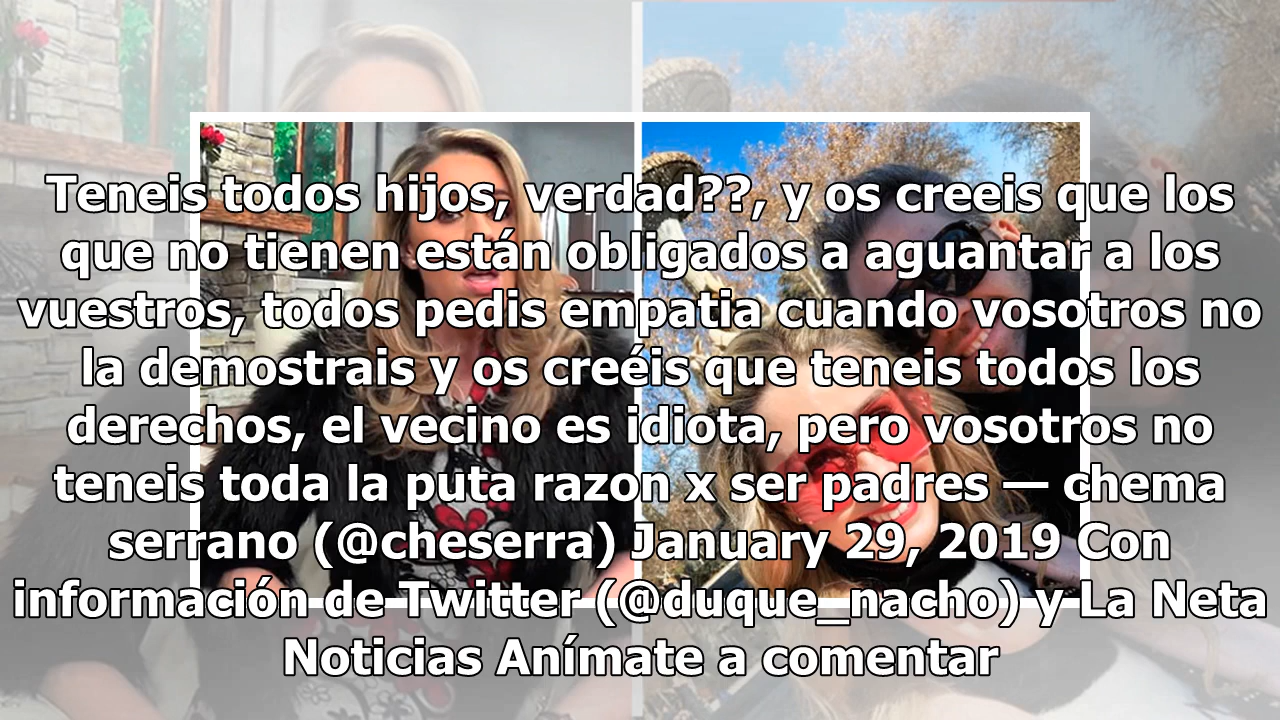 Teneis todos hijos, verdad??, y os creeis que los
que no tienen están obligados a aguantar a los
vuestros, todos pedis empatia cuando vosotros no
la demostrais y os creéis que teneis todos los
derechos, el vecino es idiota, pero vosotros no
teneis toda la puta razon x ser padres — chema
serrano (@cheserra) January 29, 2019 Con
información de Twitter (@duque_nacho) y La Neta
Noticias Anímate a comentar